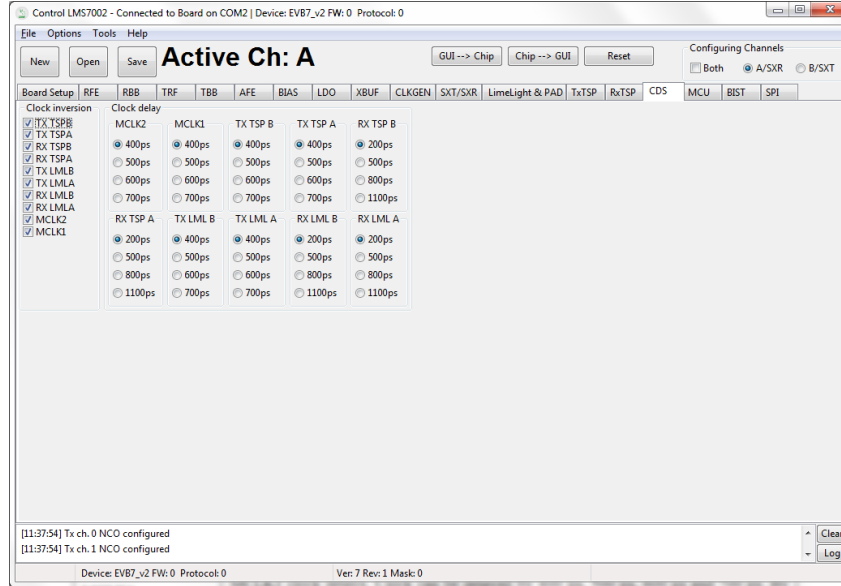 Control LMS7002 - Connected to Board on COM2 | Device: EVB7_v2 FW: 0 Protocol: 0
File Options Tools Help
New Open Save Active Ch: A GUI --> Chip Chip --> GUI Reset Configuring Channels
Both A/SXR B/SXT
Board Setup RFE RBB TRF TBB AFE BIAS LDO XBUF CLKGEN SXT/SXR LimeLight & PAD TxTSP RxTSP CDS MCU BIST SPI
Clock inversion
TX TSPB
TX TSPA
RX TSPB
RX TSPA
TX LMLB
TX LMLA
RX LMLB
RX LMLA
MCLK2
MCLK1
Clock delay
MCLK2 MCLK1 TX TSP B TX TSP A RX TSP B
400ps 400ps 400ps 400ps 200ps
500ps 500ps 500ps 500ps 500ps
600ps 600ps 600ps 600ps 800ps
700ps 700ps 700ps 700ps 1100ps
RX TSP A TX LML B TX LML A RX LML B RX LML A
200ps 400ps 400ps 200ps 200ps
500ps 500ps 500ps 500ps 500ps
800ps 600ps 600ps 800ps 800ps
1100ps 700ps 700ps 1100ps 1100ps
[11:37:54] Tx ch. 0 NCO configured
[11:37:54] Tx ch. 1 NCO configured
Clear
Log
Device: EVB7_v2 FW: 0 Protocol: 0 Ver: 7 Rev: 1 Mask: 0